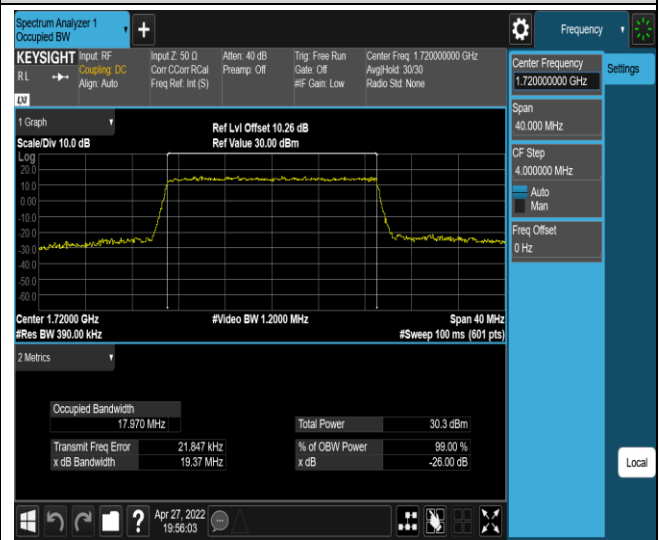 Spectrum Analyzer 1
Occupied BW
+
Frequency
KEYSIGHT
R L
LXI
Input: RF
Coupling: DC
Align: Auto
Input Z: 50 Ω
Corr CCorr RCal
Freq Ref: Int (S)
Atten: 40 dB
Preamp: Off
Trig: Free Run
Gate: Off
#IF Gain: Low
Center Freq: 1.720000000 GHz
Avg|Hold: 30/30
Radio Std: None
Center Frequency
1.720000000 GHz
Settings
Span
40.000 MHz
CF Step
4.000000 MHz
Auto
Man
Freq Offset
0 Hz
1 Graph
Scale/Div 10.0 dB
Ref Lvl Offset 10.26 dB
Ref Value 30.00 dBm
Log
20.0
10.0
0.00
-10.0
-20.0
-30.0
-40.0
-50.0
-60.0
Center 1.72000 GHz
#Res BW 390.00 kHz
#Video BW 1.2000 MHz
Span 40 MHz
#Sweep 100 ms (601 pts)
2 Metrics
Occupied Bandwidth
17.970 MHz
Total Power 30.3 dBm
Transmit Freq Error 21.847 kHz
% of OBW Power 99.00 %
x dB Bandwidth 19.37 MHz
x dB -26.00 dB
Local
?
Apr 27, 2022
19:56:03